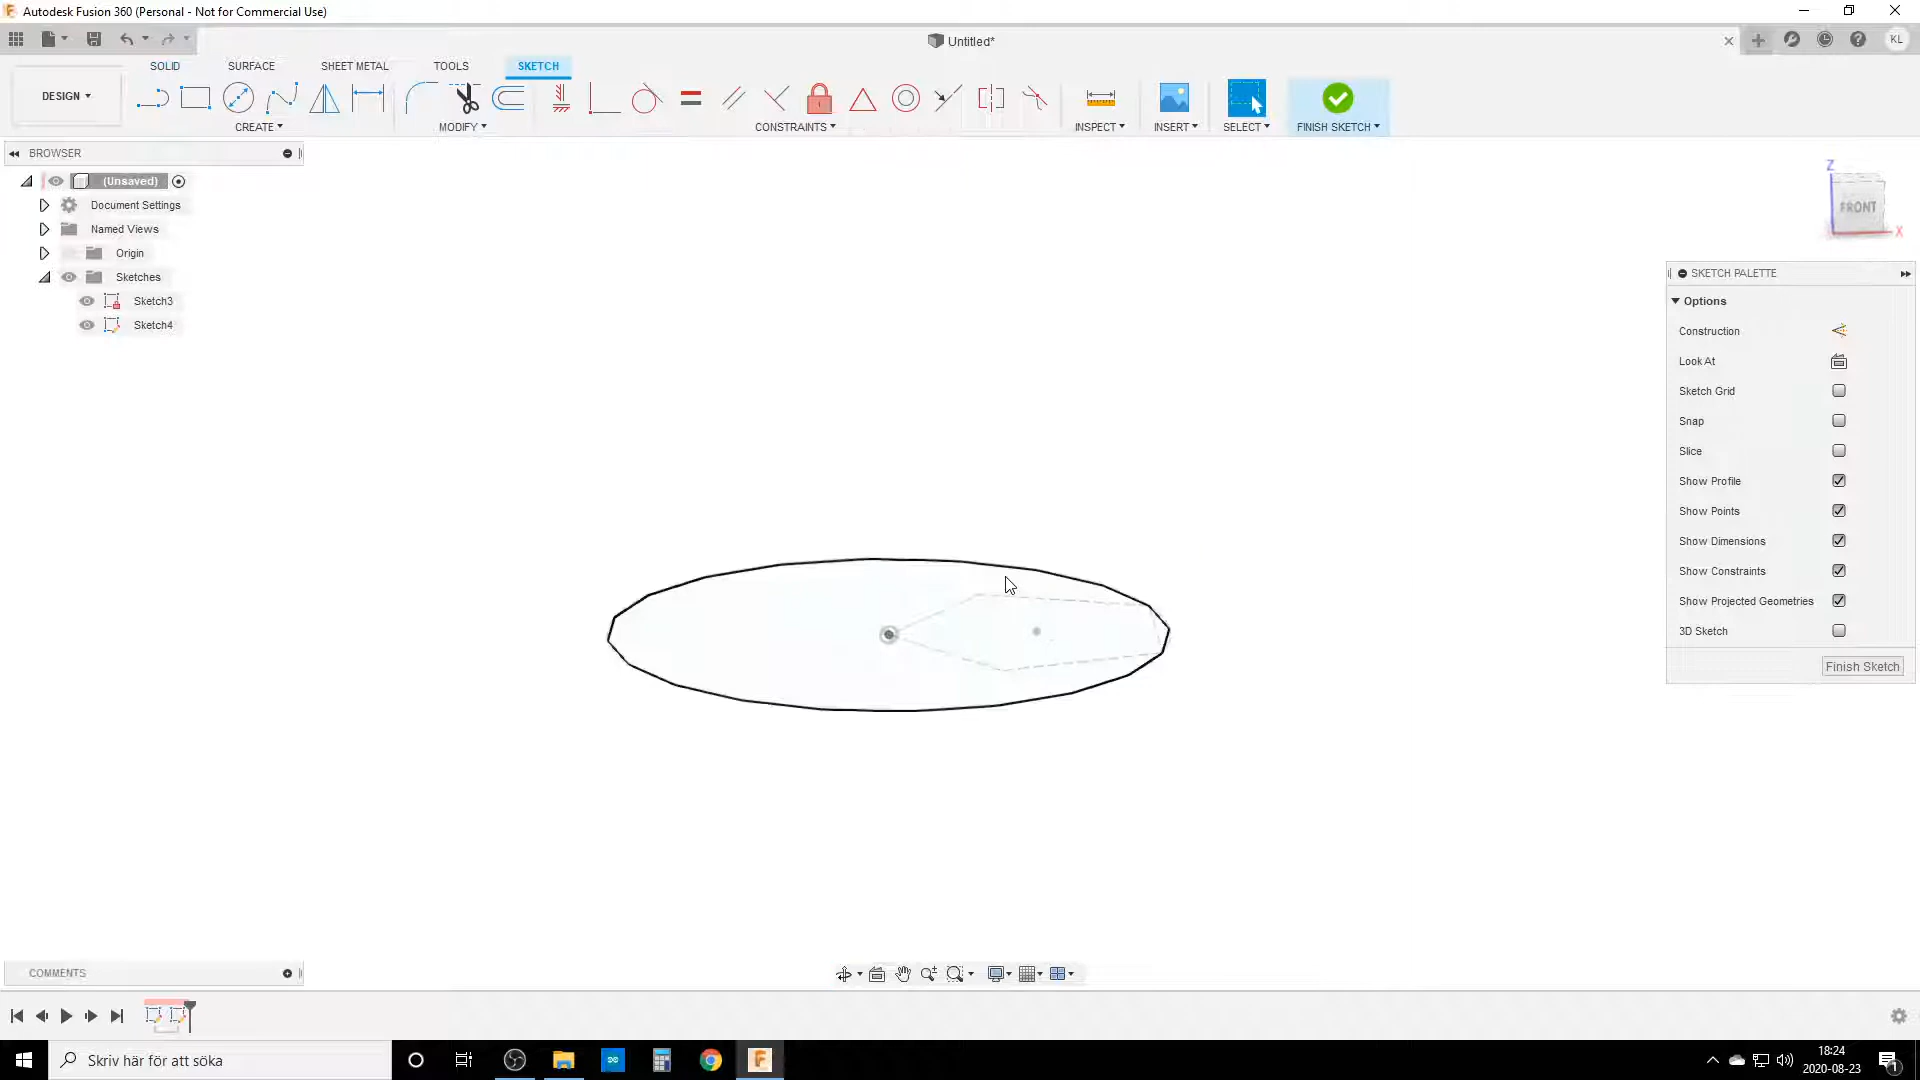 Autodesk Fusion 360 (Personal - Not for Commercial Use)
Untitled*
KL
SOLID
SURFACE
SHEET METAL
TOOLS
SKETCH
DESIGN
CREATE
MODIFY
CONSTRAINTS
INSPECT
INSERT
SELECT
FINISH SKETCH
BROWSER
(Unsaved)
Document Settings
Named Views
Origin
Sketches
Sketch3
Sketch4
Z
FRONT
X
SKETCH PALETTE
Options
Construction
Look At
Sketch Grid
Snap
Slice
Show Profile
Show Points
Show Dimensions
Show Constraints
Show Projected Geometries
3D Sketch
Finish Sketch
COMMENTS
Skriv här för att söka
18:24
2020-08-23
1